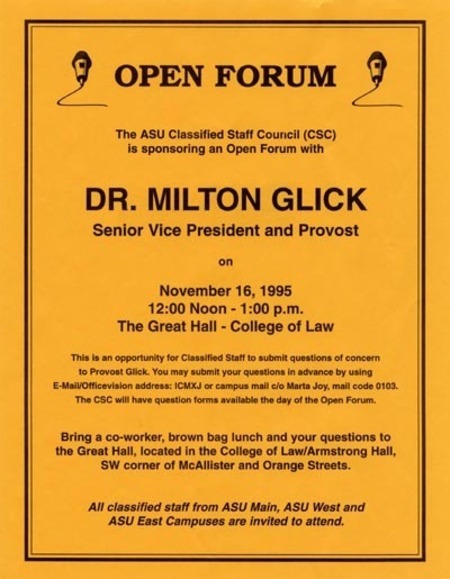 OPEN FORUM
The ASU Classified Staff Council (CSC)
is sponsoring an Open Forum with
DR. MILTON GLICK
Senior Vice President and Provost
on
November 16, 1995
12:00 Noon - 1:00 p.m.
The Great Hall - College of Law
This is an opportunity for Classified Staff to submit questions of concern
to Provost Glick. You may submit your questions in advance by using
E-Mail/Officevision address: ICMXJ or campus mail c/o Marta Joy, mail code 0103.
The CSC will have question forms available the day of the Open Forum.
Bring a co-worker, brown bag lunch and your questions to
the Great Hall, located in the College of Law/Armstrong Hall,
SW corner of McAllister and Orange Streets.
All classified staff from ASU Main, ASU West and
ASU East Campuses are invited to attend.